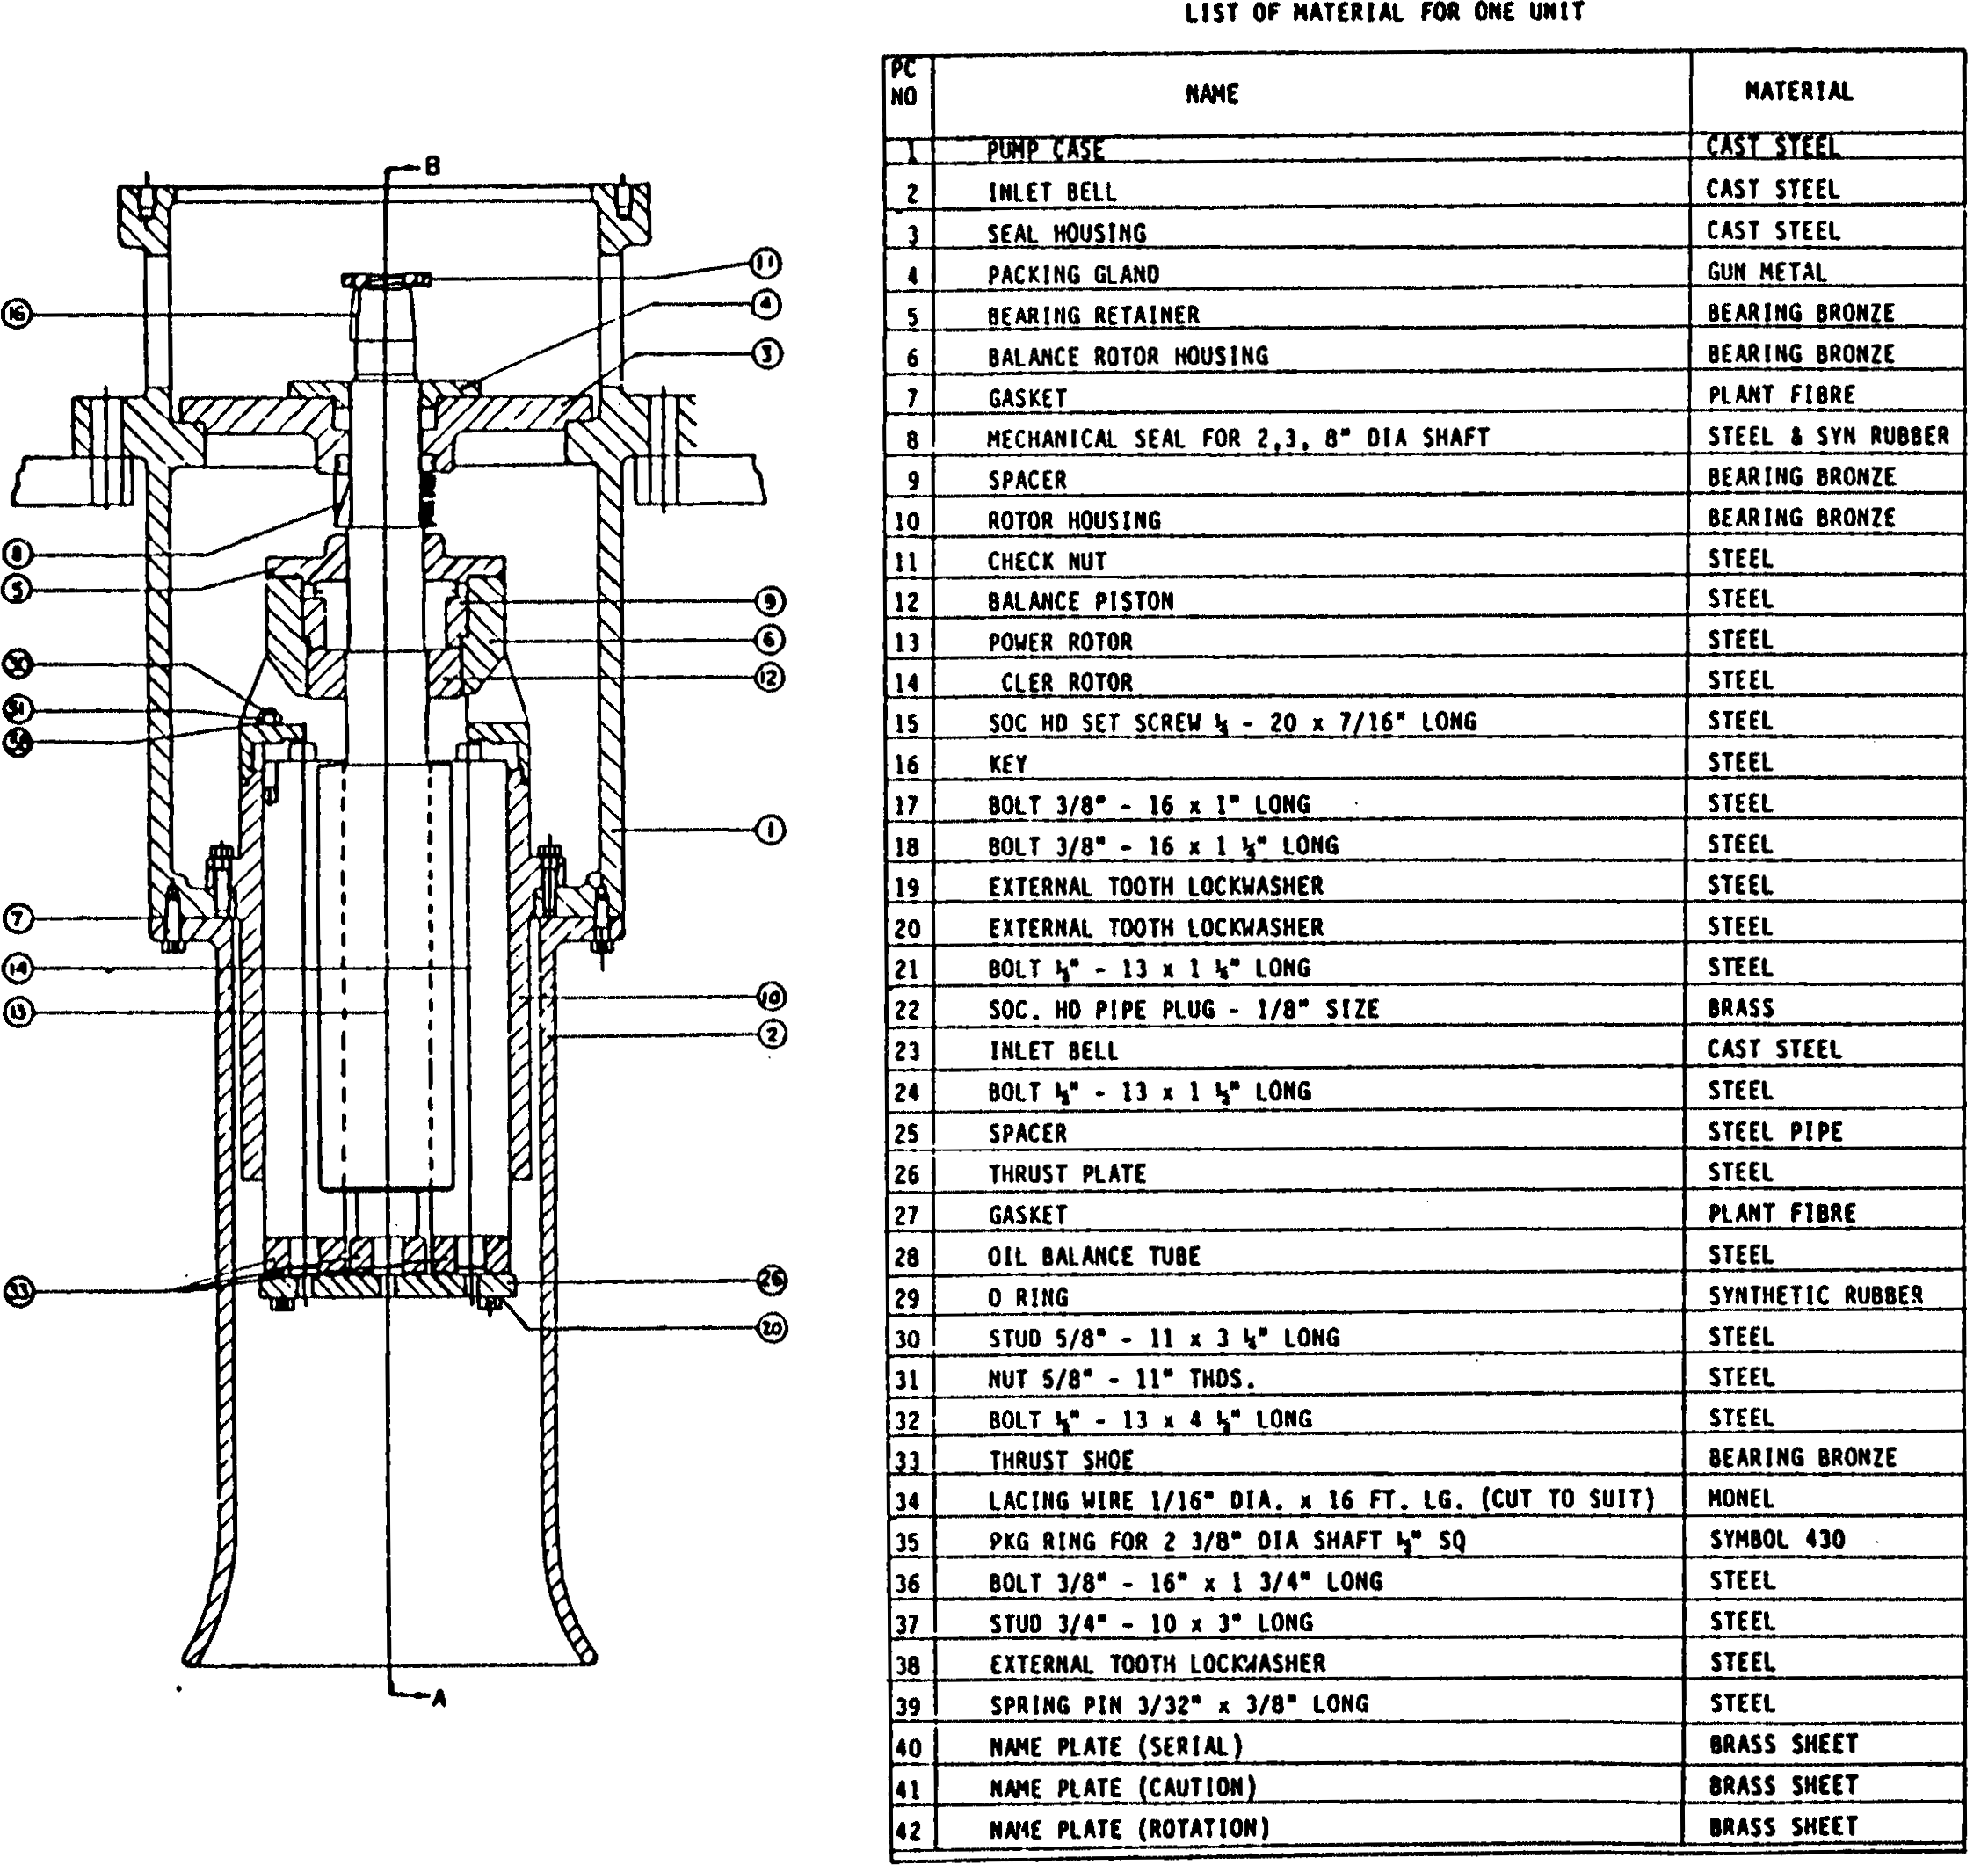 LIST OF MATERIAL FOR ONE UNIT
PC NO NAME MATERIAL
1 PUMP CASE CAST STEEL
2 INLET BELL CAST STEEL
3 SEAL HOUSING CAST STEEL
4 PACKING GLAND GUN METAL
5 BEARING RETAINER BEARING BRONZE
6 BALANCE ROTOR HOUSING BEARING BRONZE
7 GASKET PLANT FIBRE
8 MECHANICAL SEAL FOR 2,3, 8" DIA SHAFT STEEL & SYN RUBBER
9 SPACER BEARING BRONZE
10 ROTOR HOUSING BEARING BRONZE
11 CHECK NUT STEEL
12 BALANCE PISTON STEEL
13 POWER ROTOR STEEL
14 CLER ROTOR STEEL
15 SOC HD SET SCREW ¼ - 20 x 7/16" LONG STEEL
16 KEY STEEL
17 BOLT 3/8" - 16 x 1" LONG STEEL
18 BOLT 3/8" - 16 x 1 ¼" LONG STEEL
19 EXTERNAL TOOTH LOCKWASHER STEEL
20 EXTERNAL TOOTH LOCKWASHER STEEL
21 BOLT ½" - 13 x 1 LONG STEEL
22 SOC. HD PIPE PLUG - 1/8" SIZE BRASS
23 INLET BELL CAST STEEL
24 BOLT ½" - 13 x 1 ½" LONG STEEL
25 SPACER STEEL PIPE
26 THRUST PLATE STEEL
27 GASKET PLANT FIBRE
28 OIL BALANCE TUBE STEEL
29 O RING SYNTHETIC RUBBER
30 STUD 5/8" - 11 x 3 LONG STEEL
31 NUT 5/8" - 11" THDS. STEEL
32 BOLT ½" - 13 x 4 ½" LONG STEEL
33 THRUST SHOE BEARING BRONZE
34 LACING WIRE 1/16" DIA. x 16 FT. LG. (CUT TO SUIT) MONEL
35 PKG RING FOR 2 3/8" DIA SHAFT ½" SQ SYMBOL 430
36 BOLT 3/8" - 16" x 1 3/4" LONG STEEL
37 STUD 3/4" - 10 x 3" LONG STEEL
38 EXTERNAL TOOTH LOCKWASHER STEEL
39 SPRING PIN 3/32" x 3/8" LONG STEEL
40 NAME PLATE (SERIAL) BRASS SHEET
41 NAME PLATE (CAUTION) BRASS SHEET
42 NAME PLATE (ROTATION) BRASS SHEET
B
11
4
16
3
8
5
9
6
30
12
31
38
1
7
14
10
13
2
33
26
20
A